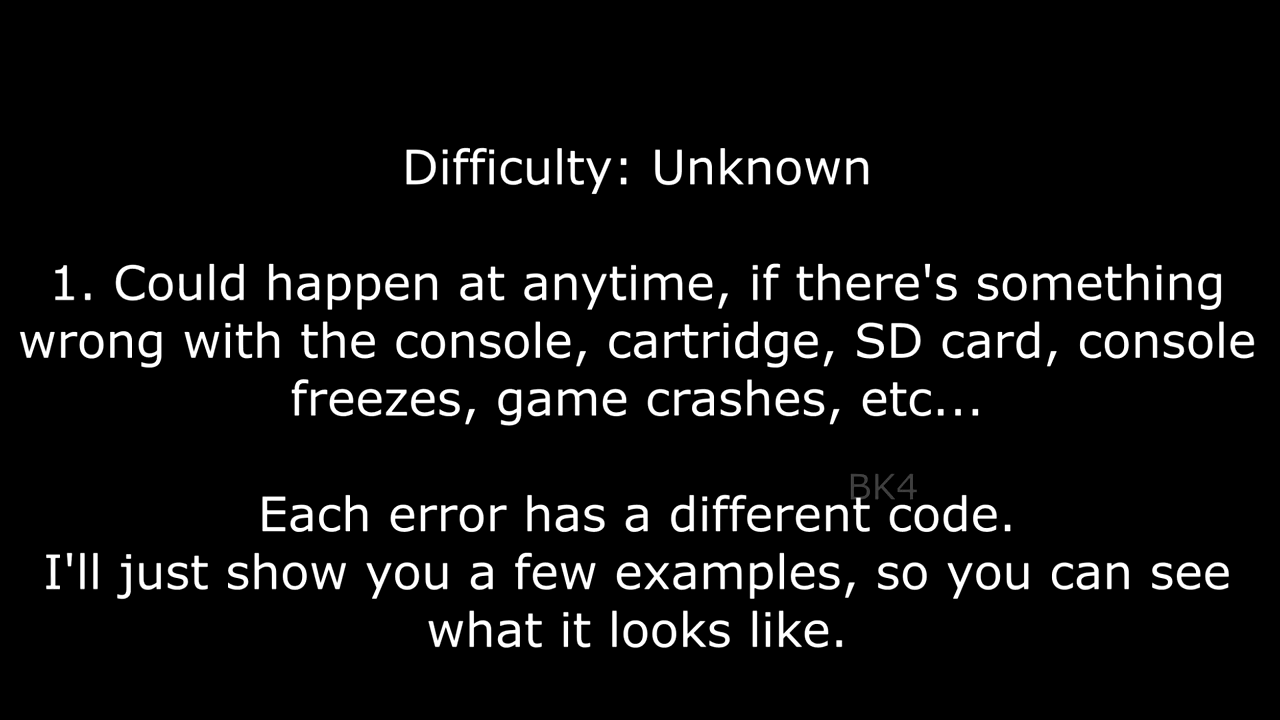 Difficulty: Unknown
1. Could happen at anytime, if there's something
wrong with the console, cartridge, SD card, console
freezes, game crashes, etc...
BK4
Each error has a different code.
I'll just show you a few examples, so you can see
what it looks like.